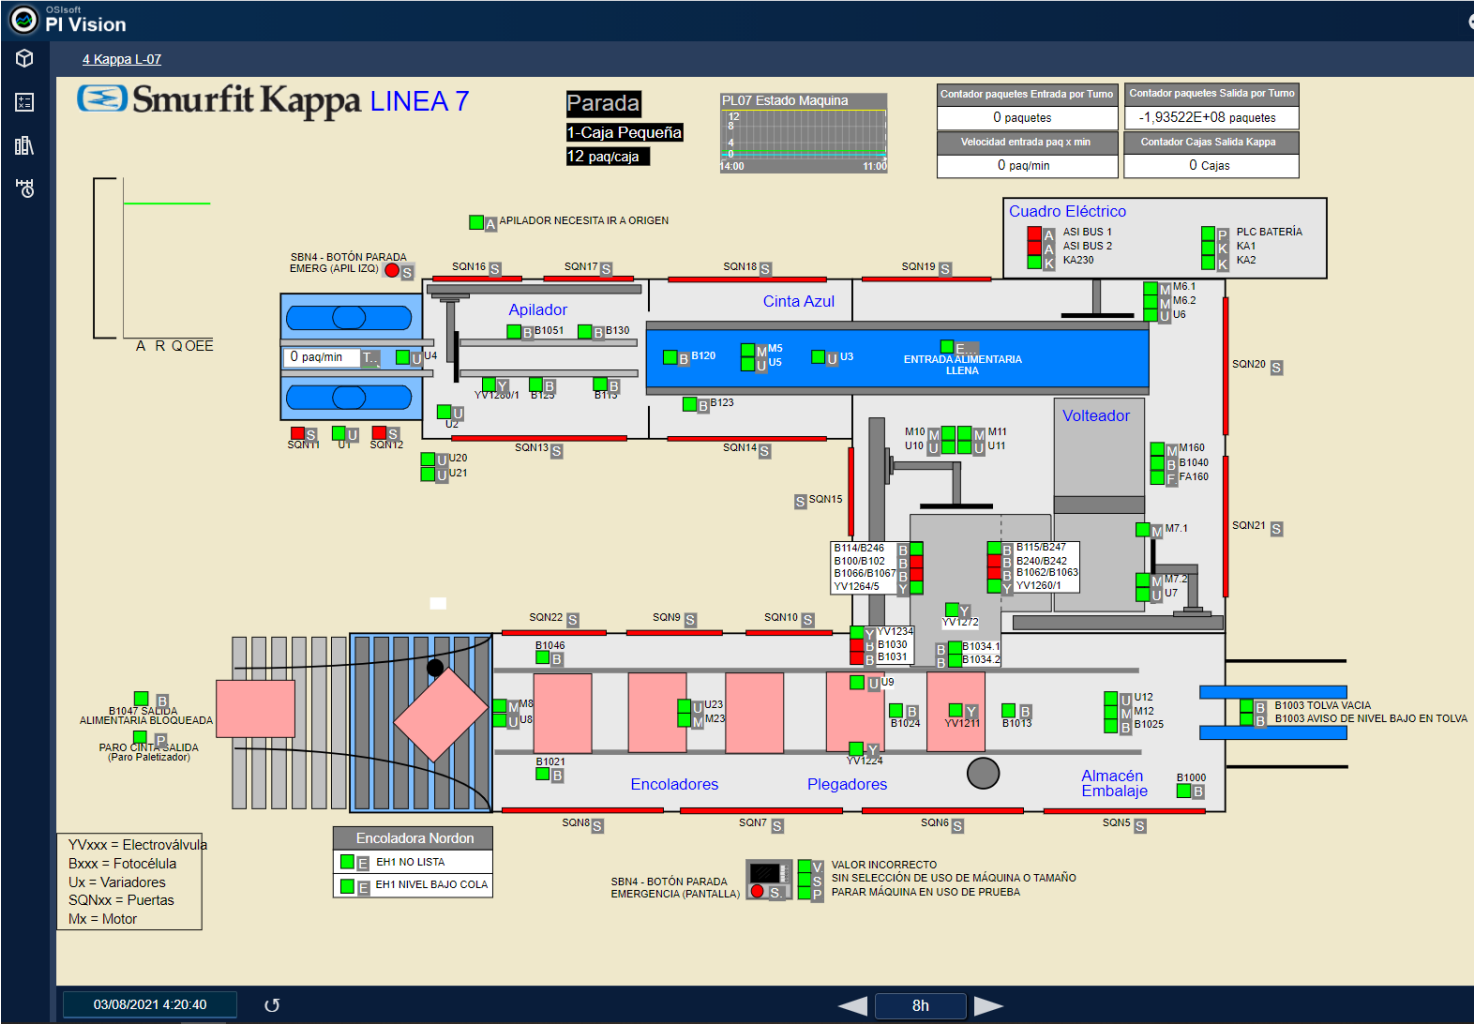 OSIsoft
PI Vision
4 Kappa L-07
Smurfit Kappa LINEA 7
Parada
1-Caja Pequeña
12 paq/caja
PL07 Estado Maquina
12
8
4
0
14:00 11:00
Contador paquetes Entrada por Turno
0 paquetes
Contador paquetes Salida por Turno
-1,93522E+08 paquetes
Velocidad entrada paq x min
0 paq/min
Contador Cajas Salida Kappa
0 Cajas
A R Q OEE
A APILADOR NECESITA IR A ORIGEN
Cuadro Eléctrico
A ASI BUS 1
A ASI BUS 2
K KA230
P PLC BATERÍA
K KA1
K KA2
SBN4 - BOTÓN PARADA
EMERG (APIL IZQ) S
SQN16 S
SQN17 S
SQN18 S
SQN19 S
M M6.1
M M6.2
U U6
Apilador
Cinta Azul
B B1051
B B130
0 paq/min T...
U U4
B B120
M M5
U U5
U U3
E...
ENTRADA ALIMENTARIA
LLENA
SQN20 S
Y
YV1280/1
B
B125
B
B115
B B123
U
U2
Volteador
S
SQN11
U
U1
S
SQN12
SQN13 S
SQN14 S
M10 M
U10 U
M M11
U U11
U U20
U U21
M M160
B B1040
F FA160
S SQN15
SQN21 S
M M7.1
B114/B246 B
B100/B102 B
B1066/B1067 B
YV1264/5 Y
B B115/B247
B B240/B242
B B1062/B1063
Y YV1260/1
M M7.2
U U7
Y
YV1272
SQN22 S
SQN9 S
SQN10 S
Y YV1234
B B1030
B B1031
B B1034.1
B B1034.2
B1046
B
U U9
B
B1047 SALIDA
ALIMENTARIA BLOQUEADA
P
PARO CINTA SALIDA
(Paro Paletizador)
M M8
U U8
U U23
M M23
B
B1024
Y
YV1211
B
B1013
U U12
M M12
B B1025
B B1003 TOLVA VACIA
B B1003 AVISO DE NIVEL BAJO EN TOLVA
Y
YV1224
B1021
B
Encoladores
Plegadores
Almacén
Embalaje
B1000
B
SQN8 S
SQN7 S
SQN6 S
SQN5 S
YVxxx = Electroválvula
Bxxx = Fotocélula
Ux = Variadores
SQNxx = Puertas
Mx = Motor
Encoladora Nordon
E EH1 NO LISTA
E EH1 NIVEL BAJO COLA
SBN4 - BOTÓN PARADA
EMERGENCIA (PANTALLA)
S.
V. VALOR INCORRECTO
S SIN SELECCIÓN DE USO DE MÁQUINA O TAMAÑO
P PARAR MÁQUINA EN USO DE PRUEBA
03/08/2021 4:20:40
8h